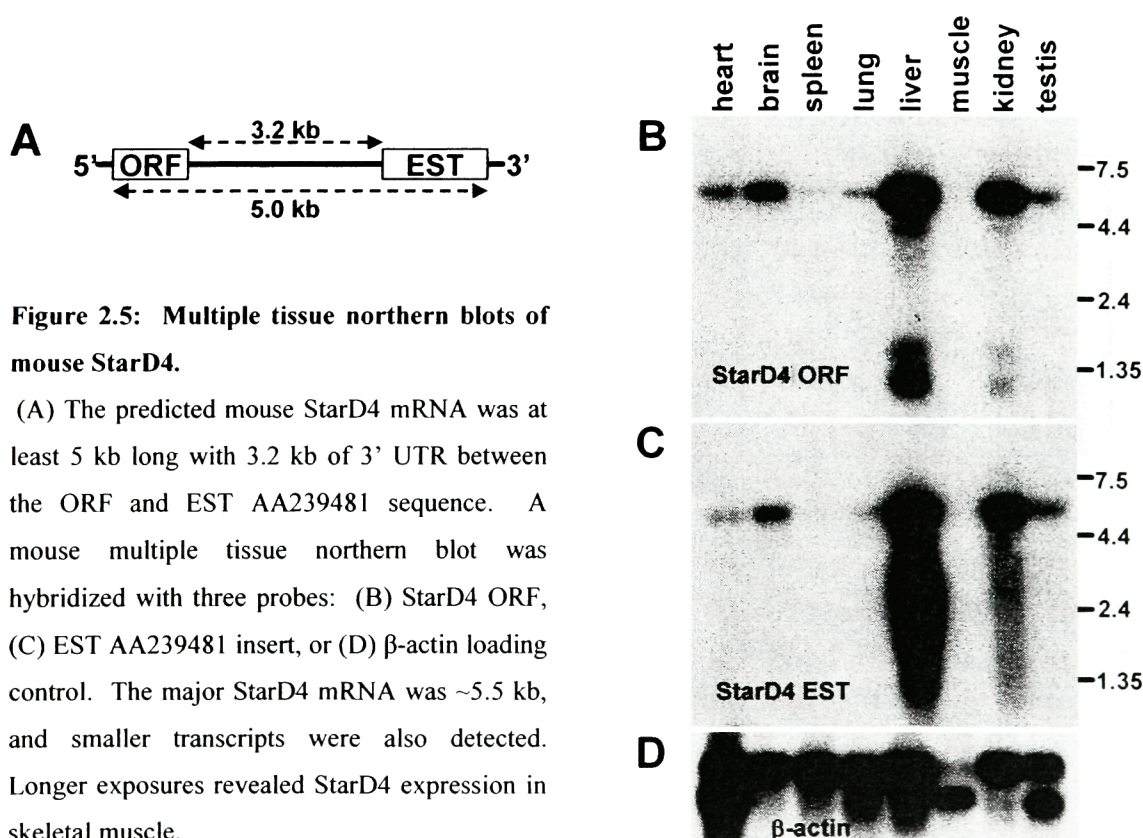 A
3.2 kb
5' ORF EST 3'
5.0 kb
Figure 2.5: Multiple tissue northern blots of
mouse StarD4.
(A) The predicted mouse StarD4 mRNA was at
least 5 kb long with 3.2 kb of 3' UTR between
the ORF and EST AA239481 sequence. A
mouse multiple tissue northern blot was
hybridized with three probes: (B) StarD4 ORF,
(C) EST AA239481 insert, or (D) β-actin loading
control. The major StarD4 mRNA was ~5.5 kb,
and smaller transcripts were also detected.
Longer exposures revealed StarD4 expression in
skeletal muscle.
heart
brain
spleen
lung
liver
muscle
kidney
testis
B
7.5
4.4
2.4
1.35
StarD4 ORF
C
7.5
4.4
2.4
1.35
StarD4 EST
D
β-actin